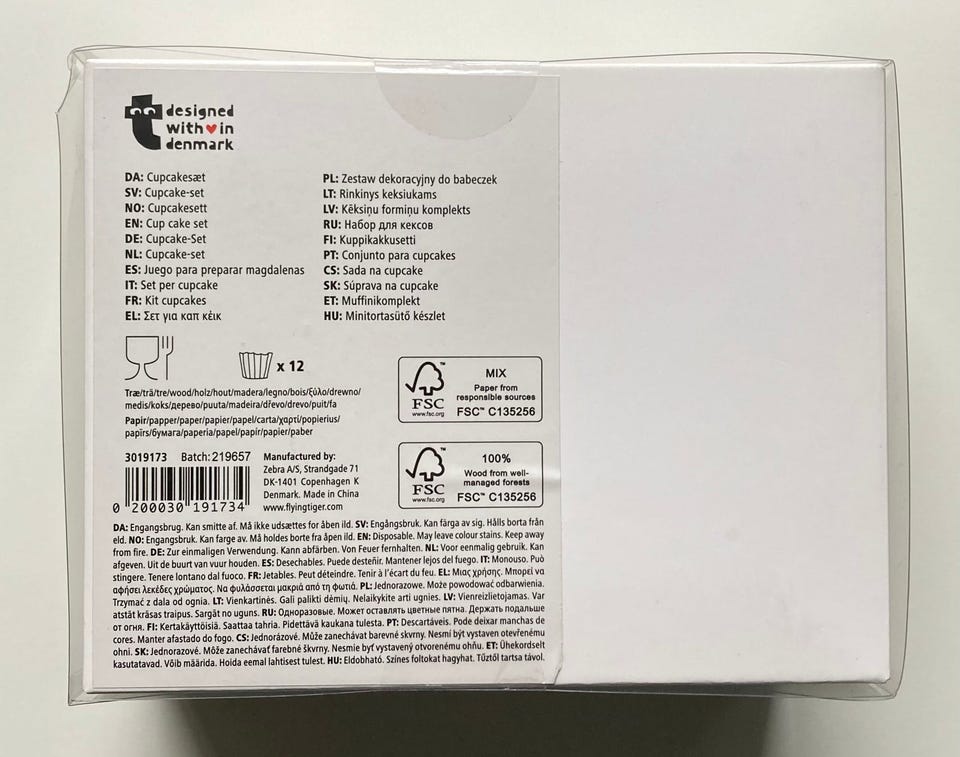 designed
with in
denmark
DA: Cupcakesæt
SV: Cupcake-set
NO: Cupcakesett
EN: Cup cake set
DE: Cupcake-Set
NL: Cupcake-set
ES: Juego para preparar magdalenas
IT: Set per cupcake
FR: Kit cupcakes
EL: Σετ για καπ κέικ
PL: Zestaw dekoracyjny do babeczek
LT: Rinkinys keksiukams
LV: Kēksiņu formiņu komplekts
RU: Набор для кексов
FI: Kuppikakkusetti
PT: Conjunto para cupcakes
CS: Sada na cupcake
SK: Súprava na cupcake
ET: Muffinikomplekt
HU: Minitortasütő készlet
x 12
Træ/trä/tre/wood/holz/hout/madera/legno/bois/ξύλο/drewno/
medis/koks/дерево/puuta/madeira/dřevo/drevo/puit/fa
Papir/papper/paper/papier/papel/carta/χαρτί/popierius/
papīrs/бумага/paperia/papel/papír/papier/paber
FSC
www.fsc.org
MIX
Paper from
responsible sources
FSC™ C135256
FSC
www.fsc.org
100%
Wood from well-
managed forests
FSC™ C135256
3019173 Batch: 219657
0 200030 191734
Manufactured by:
Zebra A/S, Strandgade 71
DK-1401 Copenhagen K
Denmark. Made in China
www.flyingtiger.com
DA: Engangsbrug. Kan smitte af. Må ikke udsættes for åben ild. SV: Engångsbruk. Kan färga av sig. Hålls borta från
eld. NO: Engangsbruk. Kan farge av. Må holdes borte fra åpen ild. EN: Disposable. May leave colour stains. Keep away
from fire. DE: Zur einmaligen Verwendung. Kann abfärben. Von Feuer fernhalten. NL: Voor eenmalig gebruik. Kan
afgeven. Uit de buurt van vuur houden. ES: Desechables. Puede desteñir. Mantener lejos del fuego. IT: Monouso. Può
stingere. Tenere lontano dal fuoco. FR: Jetables. Peut déteindre. Tenir à l'écart du feu. EL: Μιας χρήσης. Μπορεί να
αφήσει λεκέδες χρώματος. Να φυλάσσεται μακριά από τη φωτιά. PL: Jednorazowe. Może powodować odbarwienia.
Trzymać z dala od ognia. LT: Vienkartinės. Gali palikti dėmių. Nelaikykite arti ugnies. LV: Vienreizlietojamas. Var
atstāt krāsas traipus. Sargāt no uguns. RU: Одноразовые. Может оставлять цветные пятна. Держать подальше
от огня. FI: Kertakäyttöisiä. Saattaa tahria. Pidettävä kaukana tulesta. PT: Descartáveis. Pode deixar manchas de
cores. Manter afastado do fogo. CS: Jednorázové. Může zanechávat barevné skvrny. Nesmí být vystaven otevřenému
ohni. SK: Jednorazové. Môže zanechávať farebné škvrny. Nesmie byť vystavený otvorenému ohňu. ET: Ühekordselt
kasutatavad. Võib määrida. Hoida eemal lahtisest tulest. HU: Eldobható. Színes foltokat hagyhat. Tűztől tartsa távol.